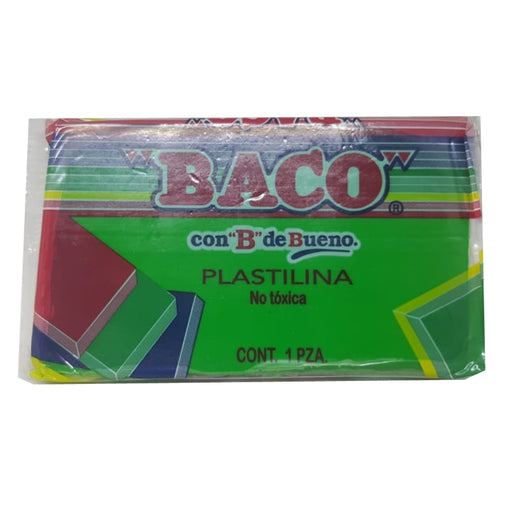 "BACO"®
con "B" de Bueno.
PLASTILINA
No tóxica
CONT. 1 PZA.